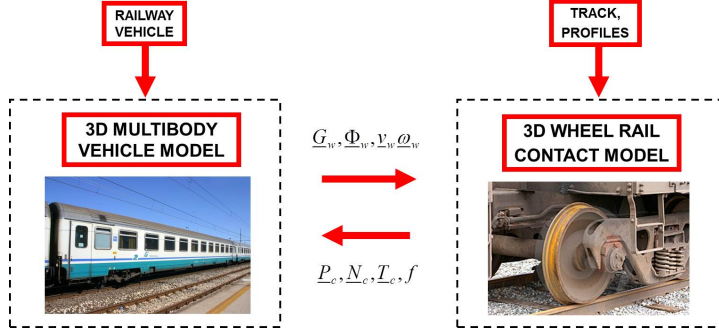 RAILWAY
VEHICLE
TRACK,
PROFILES
3D MULTIBODY
VEHICLE MODEL
G_w, Φ_w, v_w ω_w
3D WHEEL RAIL
CONTACT MODEL
P_c, N_c, T_c, f